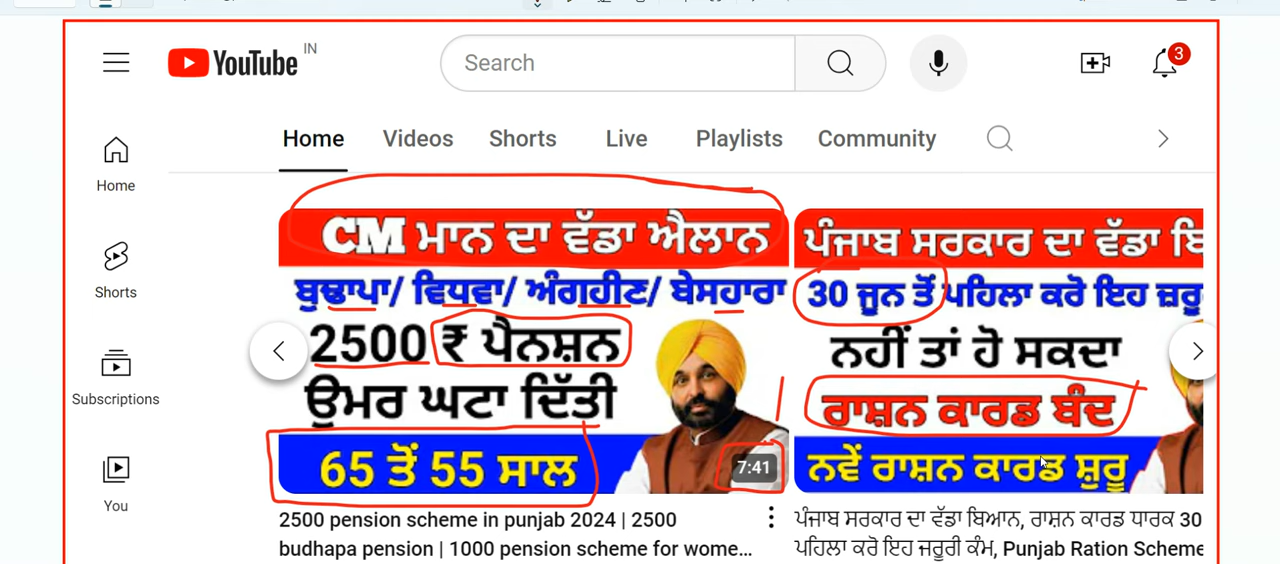 YouTube IN
Search
3
Home Videos Shorts Live Playlists Community
Home
Shorts
Subscriptions
You
CM ਮਾਨ ਦਾ ਵੱਡਾ ਐਲਾਨ
ਬੁਢਾਪਾ/ ਵਿਧਵਾ/ ਅੰਗਹੀਣ/ ਬੇਸਹਾਰਾ
2500 ₹ ਪੈਨਸ਼ਨ
ਉਮਰ ਘਟਾ ਦਿੱਤੀ
65 ਤੋਂ 55 ਸਾਲ
7:41
2500 pension scheme in punjab 2024 | 2500
budhapa pension | 1000 pension scheme for wome...
ਪੰਜਾਬ ਸਰਕਾਰ ਦਾ ਵੱਡਾ
30 ਜੂਨ ਤੋਂ ਪਹਿਲਾ ਕਰੋ ਇਹ
ਨਹੀਂ ਤਾਂ ਹੋ ਸਕਦਾ
ਰਾਸ਼ਨ ਕਾਰਡ ਬੰਦ
ਨਵੇਂ ਰਾਸ਼ਨ ਕਾਰਡ ਸ਼ੁਰੂ
ਪੰਜਾਬ ਸਰਕਾਰ ਦਾ ਵੱਡਾ ਬਿਆਨ, ਰਾਸ਼ਨ ਕਾਰਡ ਧਾਰਕ 30
ਪਹਿਲਾ ਕਰੋ ਇਹ ਜਰੂਰੀ ਕੰਮ, Punjab Ration Scheme